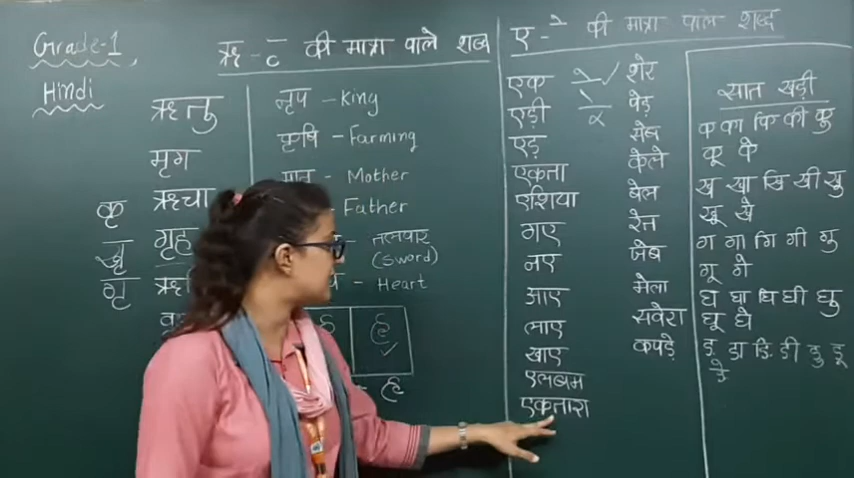 Grade-1,
Hindi
ऋ - ृ की मात्रा वाले शब्द
ऋतु
मृग
ऋचा
गृह
कृ
गृ
नृप - King
कृषि - Farming
मातृ - Mother
- Father
- तलवार
(sword)
- Heart
ए - े की मात्रा वाले शब्द
एक
एड़ी
एड़
एकता
एशिया
गए
नए
आए
लाए
खाए
एलबम
एकतारा
शेर
पेड़
सेब
केले
बेल
रेल
जेब
मेला
सवेरा
कपड़े
सात खड़ी
क का कि की कु
कू के
ख खा खि खी खु
खू खे
ग गा गि गी गु
गू गे
घ घा घि घी घु
घू घे
ङ ङा ङि ङी ङु ङू
ङे